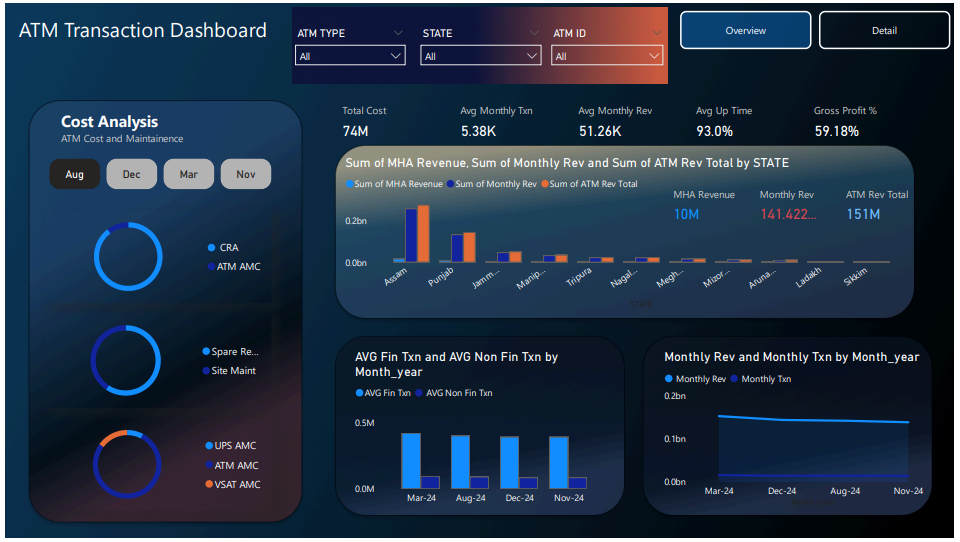 ATM Transaction Dashboard
ATM TYPE
All
STATE
All
ATM ID
All
Overview
Detail
Cost Analysis
ATM Cost and Maintainence
Aug
Dec
Mar
Nov
CRA
ATM AMC
Spare Re...
Site Maint
UPS AMC
ATM AMC
VSAT AMC
Total Cost
74M
Avg Monthly Txn
5.38K
Avg Monthly Rev
51.26K
Avg Up Time
93.0%
Gross Profit %
59.18%
Sum of MHA Revenue, Sum of Monthly Rev and Sum of ATM Rev Total by STATE
Sum of MHA Revenue
Sum of Monthly Rev
Sum of ATM Rev Total
MHA Revenue
10M
Monthly Rev
141.422...
ATM Rev Total
151M
0.2bn
0.0bn
Assam
Punjab
Jamm...
Manip...
Tripura
Nagal...
Megh...
Mizor...
Aruna...
Ladakh
Sikkim
STATE
AVG Fin Txn and AVG Non Fin Txn by
Month_year
AVG Fin Txn
AVG Non Fin Txn
0.5M
0.0M
Mar-24
Aug-24
Dec-24
Nov-24
Monthly Rev and Monthly Txn by Month_year
Monthly Rev
Monthly Txn
0.2bn
0.1bn
0.0bn
Mar-24
Dec-24
Aug-24
Nov-24